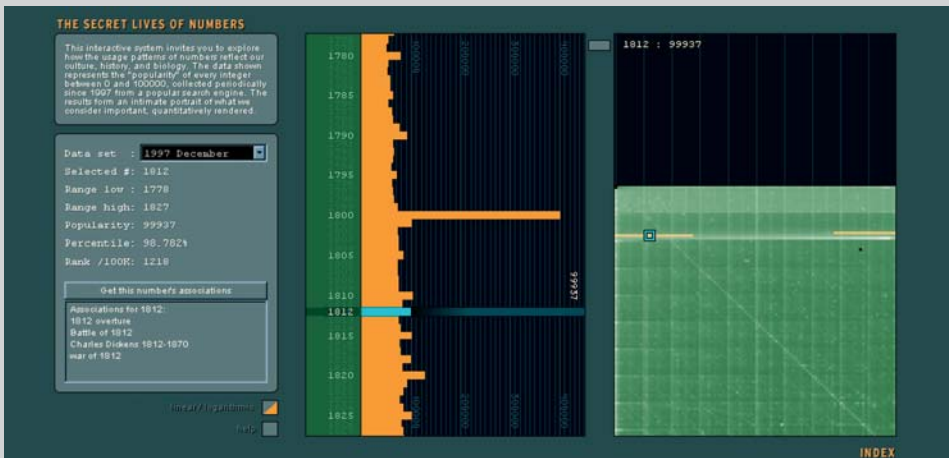 THE SECRET LIVES OF NUMBERS
This interactive system invites you to explore
how the usage patterns of numbers reflect our
culture, history, and biology. The data shown
represents the "popularity" of every integer
between 0 and 100000, collected periodically
since 1997 from a popular search engine. The
results form an intimate portrait of what we
consider important, quantitatively rendered.
Data set : 1997 December
Selected #: 1812
Range low : 1778
Range high: 1827
Popularity: 99937
Percentile: 98.782%
Rank /100K: 1218
Get this number's associations
Associations for 1812:
1812 overture
Battle of 1812
Charles Dickens 1812-1870
war of 1812
linear/logarithmic
help
1780
1785
1790
1795
1800
1805
1810
1812
1815
1820
1825
99937
1812 : 99937
INDEX